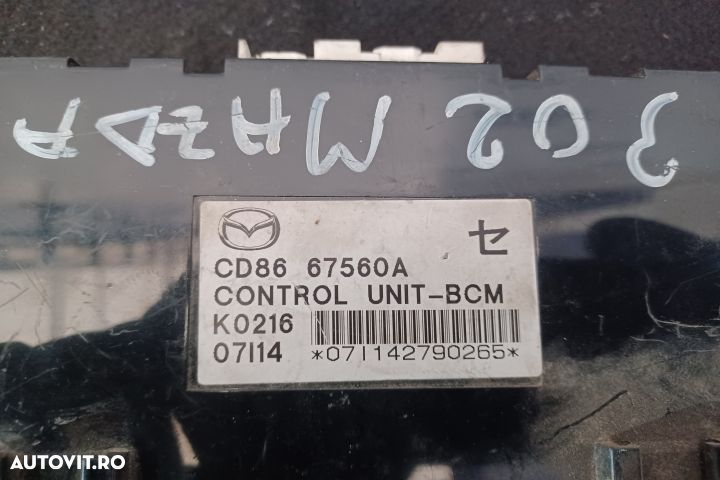 302 MAZDA
セ
CD86 67560A
CONTROL UNIT-BCM
K0216
07I14 *07I142790265*
AUTOVIT.RO